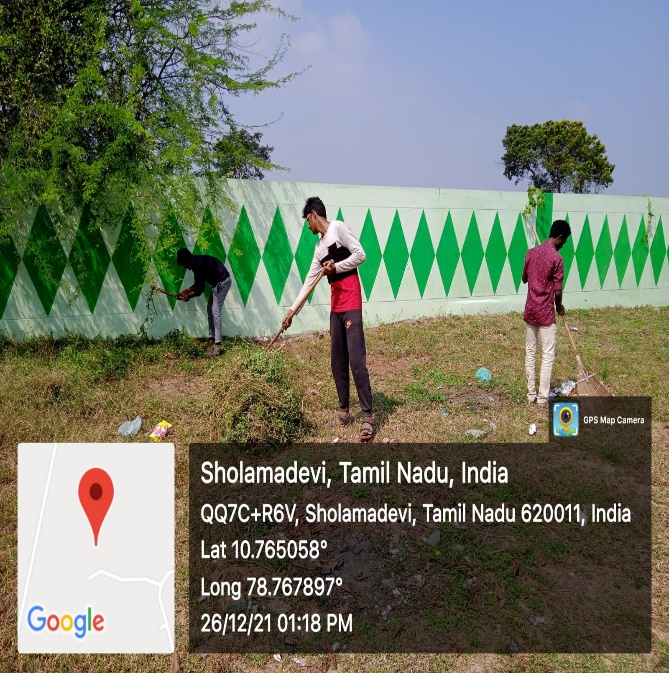 GPS Map Camera
Sholamadevi, Tamil Nadu, India
QQ7C+R6V, Sholamadevi, Tamil Nadu 620011, India
Lat 10.765058°
Long 78.767897°
26/12/21 01:18 PM
Google